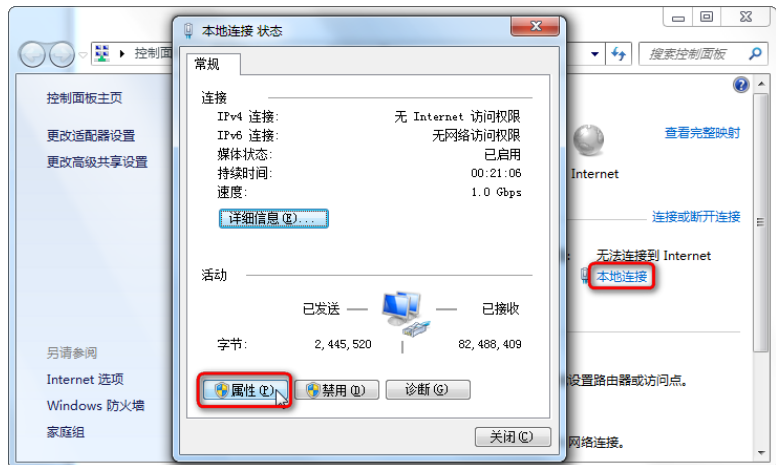 本地连接 状态
控制面
搜索控制面板
常规
控制面板主页
更改适配器设置
更改高级共享设置
连接
IPv4 连接: 无 Internet 访问权限
IPv6 连接: 无网络访问权限
媒体状态: 已启用
持续时间: 00:21:06
速度: 1.0 Gbps
详细信息(E)...
查看完整映射
Internet
连接或断开连接
无法连接到 Internet
本地连接
活动
已发送 — — 已接收
字节: 2,445,520 | 82,488,409
属性(P) 禁用(D) 诊断(G)
关闭(C)
另请参阅
Internet 选项
Windows 防火墙
家庭组
设置路由器或访问点。
网络连接。